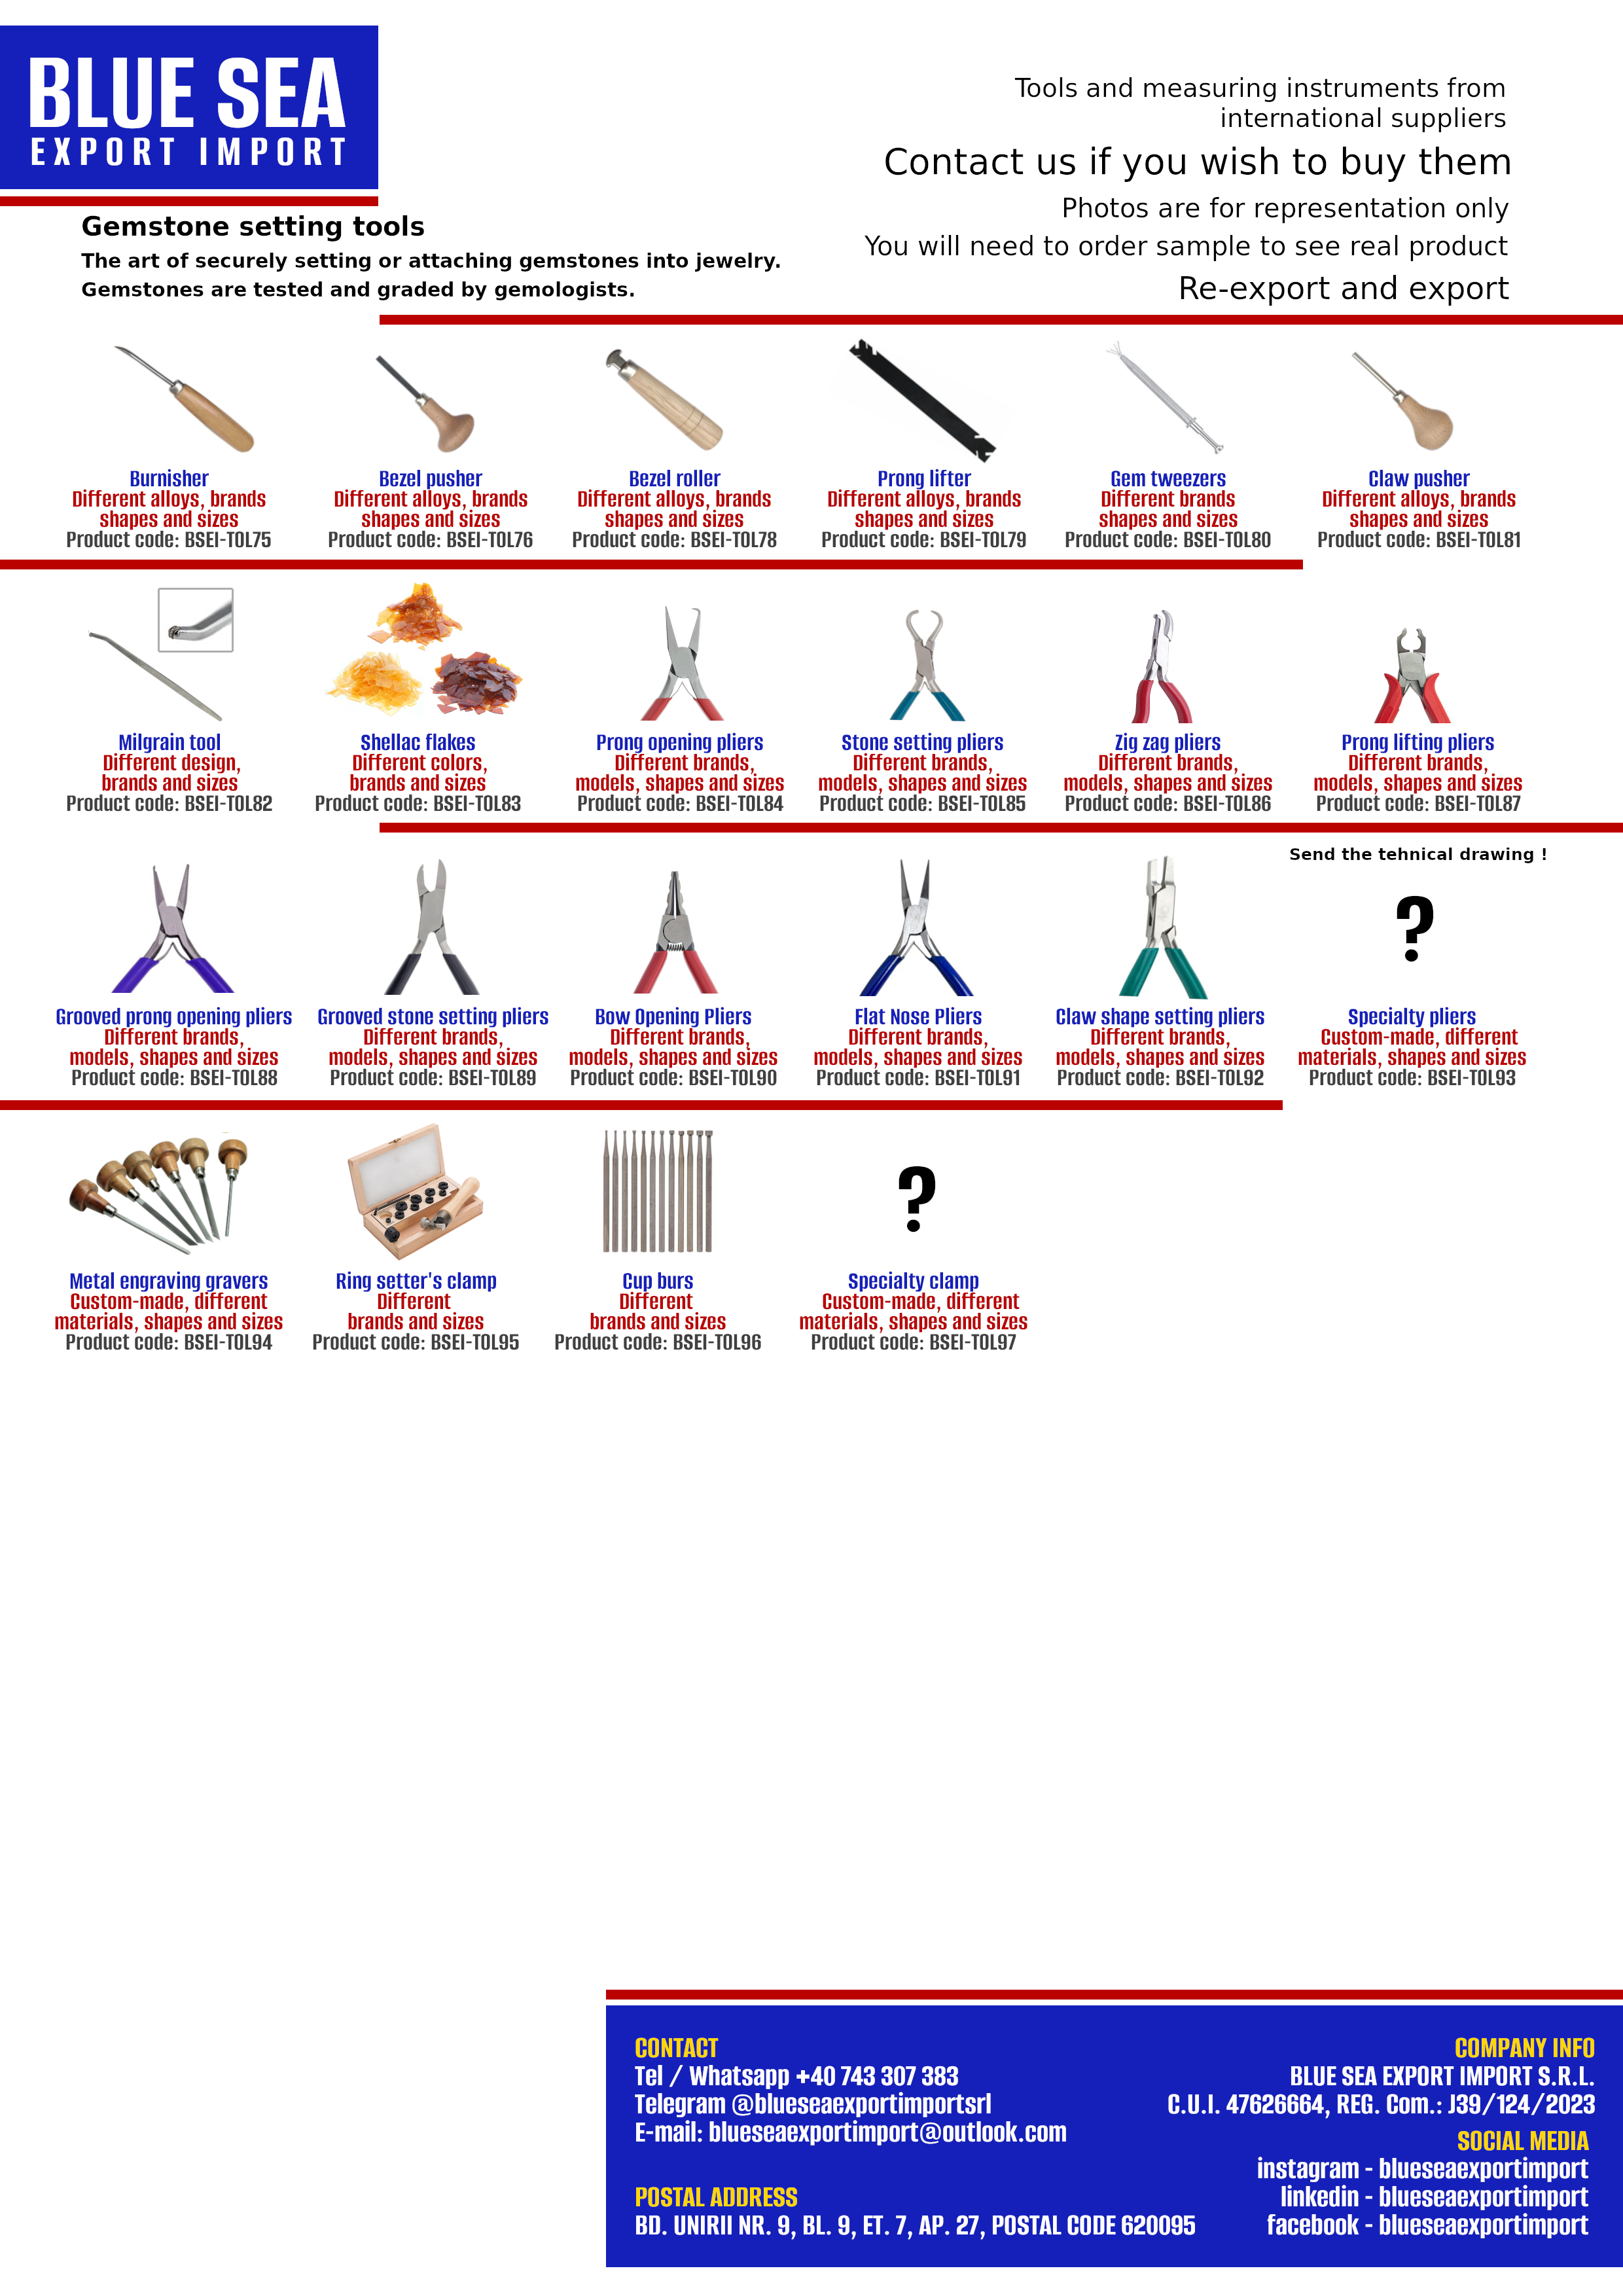 BLUE SEA
EXPORT IMPORT
Tools and measuring instruments from
international suppliers
Contact us if you wish to buy them
Photos are for representation only
You will need to order sample to see real product
Re-export and export
Gemstone setting tools
The art of securely setting or attaching gemstones into jewelry.
Gemstones are tested and graded by gemologists.
Burnisher
Different alloys, brands
shapes and sizes
Product code: BSEI-TOL75
Bezel pusher
Different alloys, brands
shapes and sizes
Product code: BSEI-TOL76
Bezel roller
Different alloys, brands
shapes and sizes
Product code: BSEI-TOL78
Prong lifter
Different alloys, brands
shapes and sizes
Product code: BSEI-TOL79
Gem tweezers
Different brands
shapes and sizes
Product code: BSEI-TOL80
Claw pusher
Different alloys, brands
shapes and sizes
Product code: BSEI-TOL81
Milgrain tool
Different design,
brands and sizes
Product code: BSEI-TOL82
Shellac flakes
Different colors,
brands and sizes
Product code: BSEI-TOL83
Prong opening pliers
Different brands,
models, shapes and sizes
Product code: BSEI-TOL84
Stone setting pliers
Different brands,
models, shapes and sizes
Product code: BSEI-TOL85
Zig zag pliers
Different brands,
models, shapes and sizes
Product code: BSEI-TOL86
Prong lifting pliers
Different brands,
models, shapes and sizes
Product code: BSEI-TOL87
Grooved prong opening pliers
Different brands,
models, shapes and sizes
Product code: BSEI-TOL88
Grooved stone setting pliers
Different brands,
models, shapes and sizes
Product code: BSEI-TOL89
Bow Opening Pliers
Different brands,
models, shapes and sizes
Product code: BSEI-TOL90
Flat Nose Pliers
Different brands,
models, shapes and sizes
Product code: BSEI-TOL91
Claw shape setting pliers
Different brands,
models, shapes and sizes
Product code: BSEI-TOL92
Send the tehnical drawing !
?
Specialty pliers
Custom-made, different
materials, shapes and sizes
Product code: BSEI-TOL93
Metal engraving gravers
Custom-made, different
materials, shapes and sizes
Product code: BSEI-TOL94
Ring setter's clamp
Different
brands and sizes
Product code: BSEI-TOL95
Cup burs
Different
brands and sizes
Product code: BSEI-TOL96
?
Specialty clamp
Custom-made, different
materials, shapes and sizes
Product code: BSEI-TOL97
CONTACT
Tel / Whatsapp +40 743 307 383
Telegram @blueseaexportimportsrl
E-mail: blueseaexportimport@outlook.com
POSTAL ADDRESS
BD. UNIRII NR. 9, BL. 9, ET. 7, AP. 27, POSTAL CODE 620095
COMPANY INFO
BLUE SEA EXPORT IMPORT S.R.L.
C.U.I. 47626664, REG. Com.: J39/124/2023
SOCIAL MEDIA
instagram - blueseaexportimport
linkedin - blueseaexportimport
facebook - blueseaexportimport